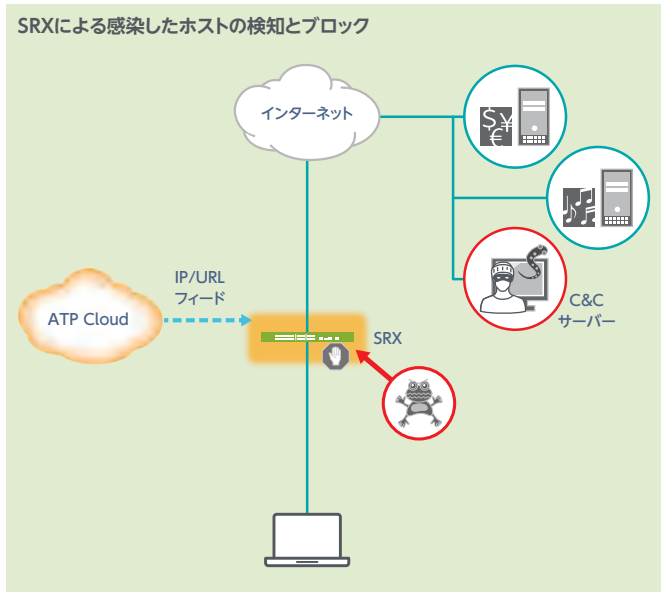 SRXによる感染したホストの検知とブロック
インターネット
$ ¥
€
IP/URL
フィード
ATP Cloud
SRX
C&C
サーバー